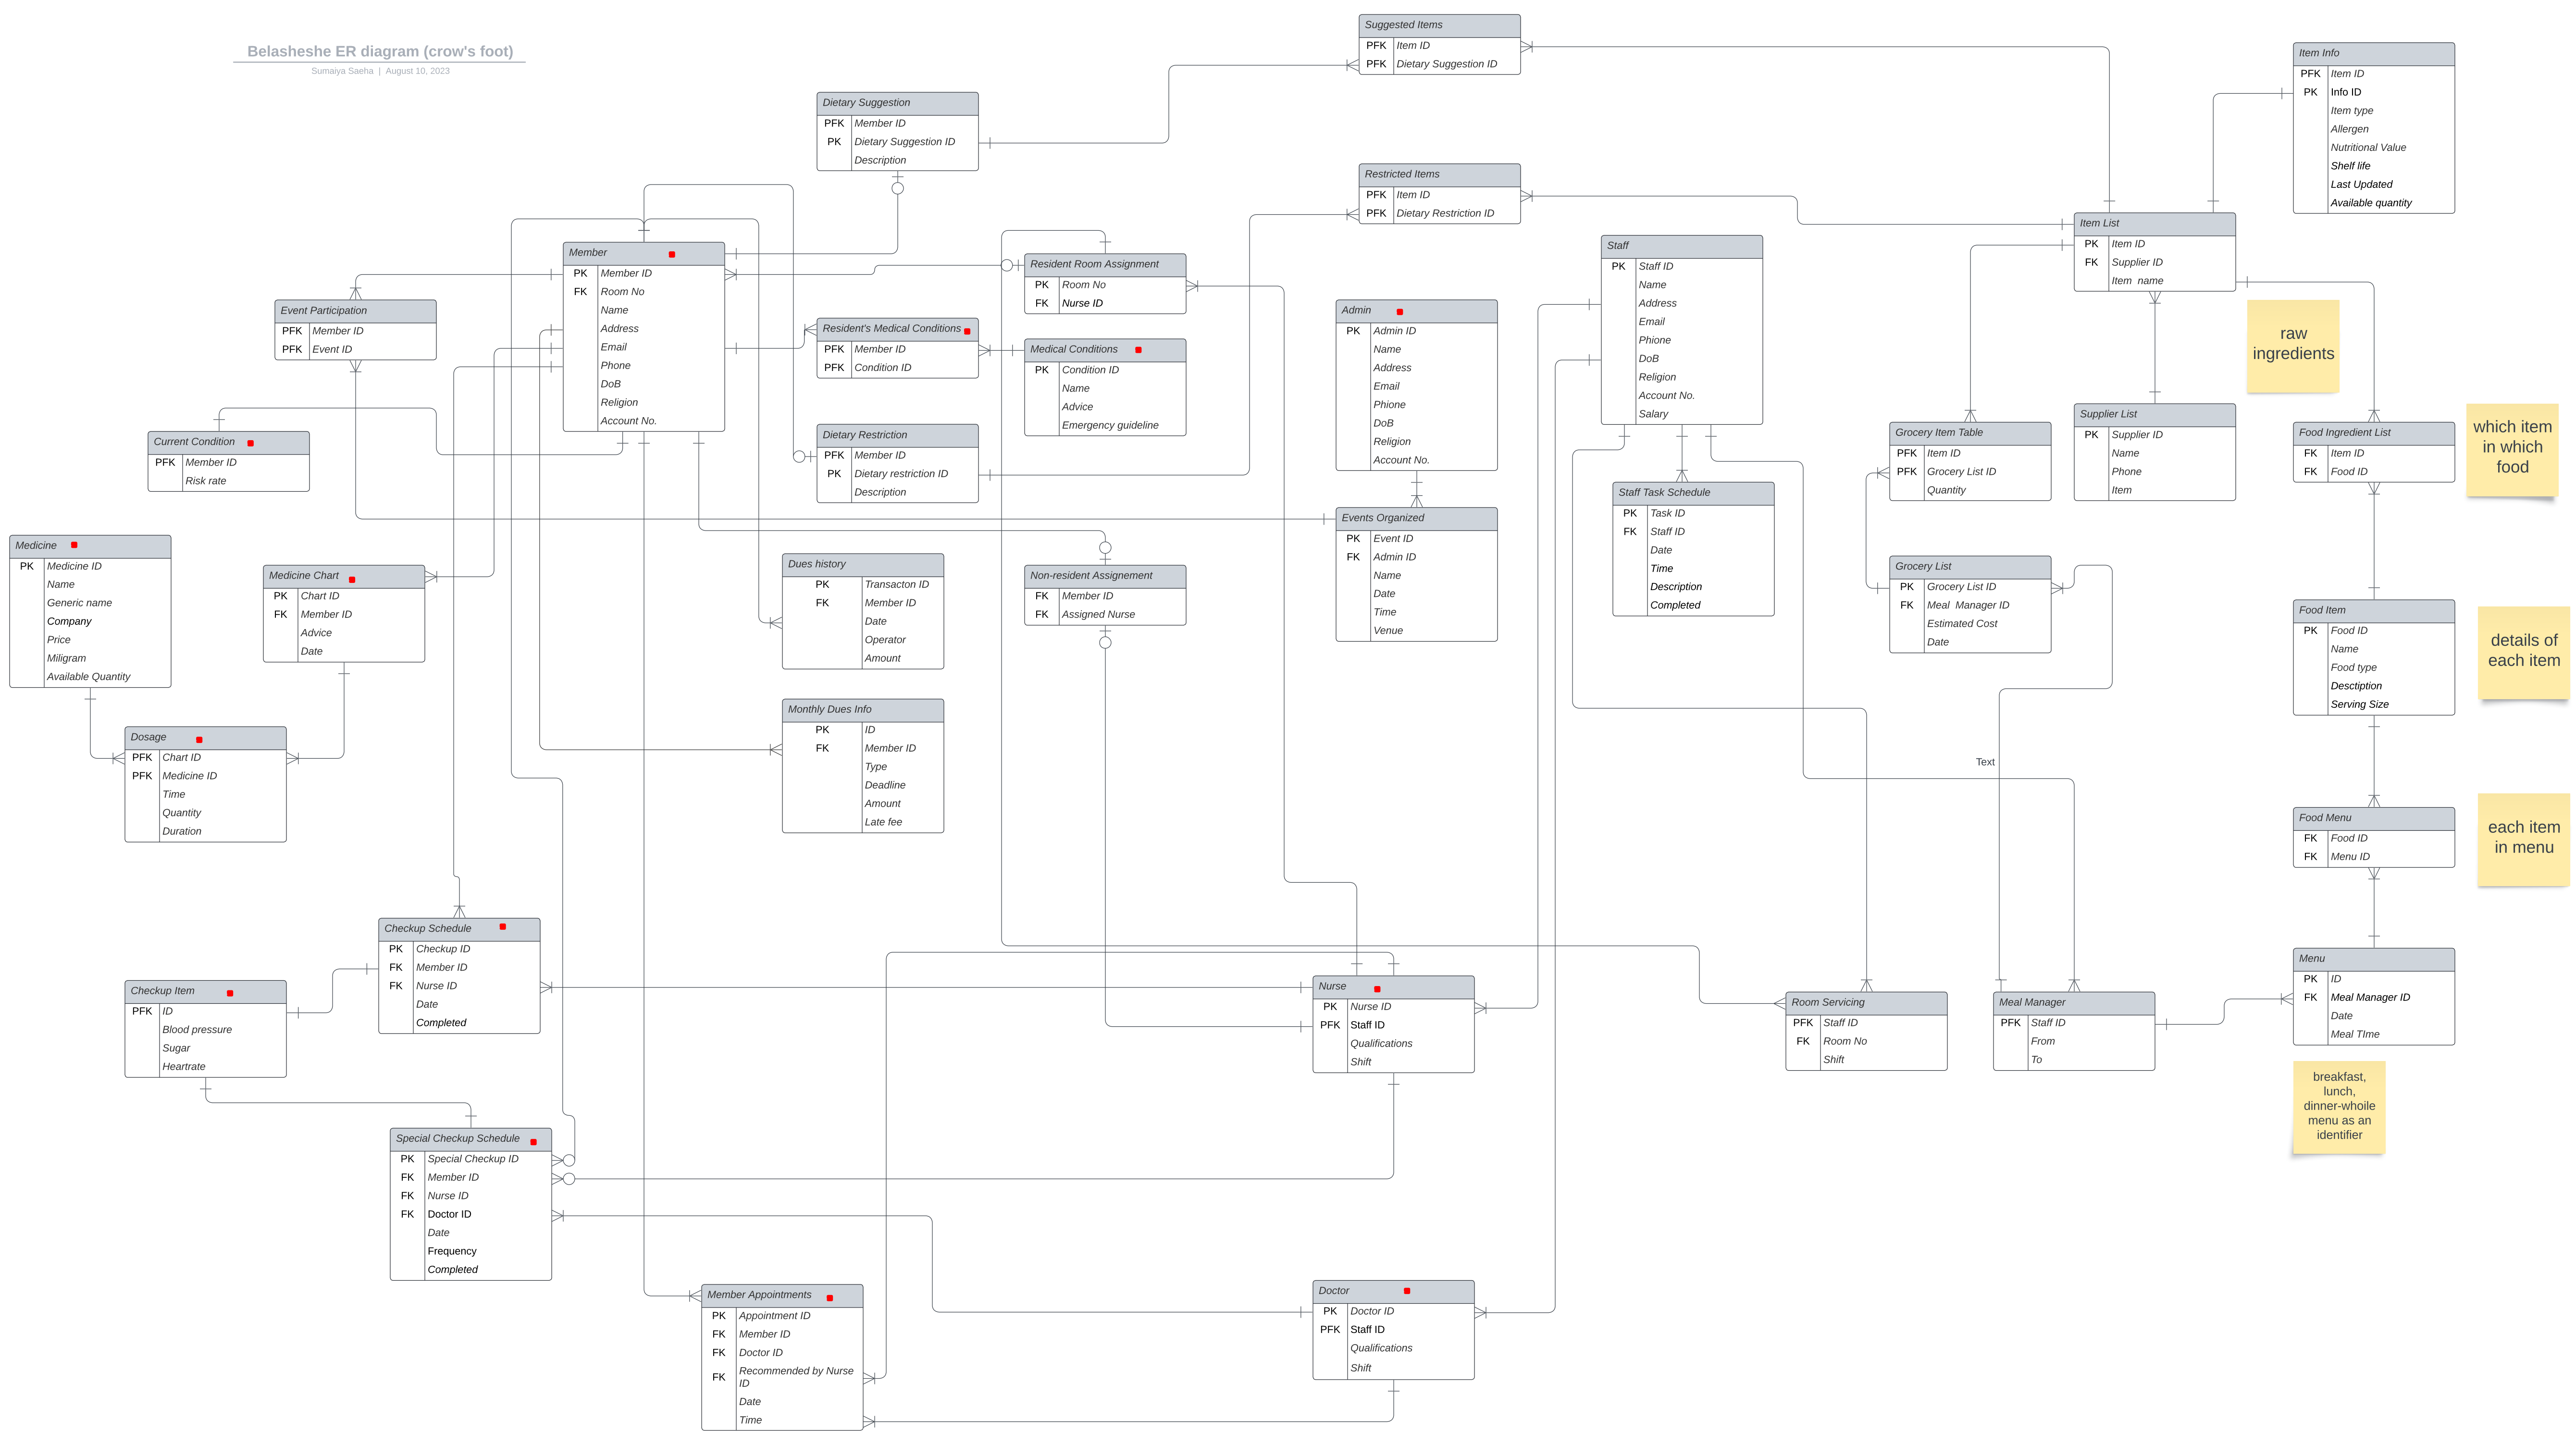 Belasheshe ER diagram (crow's foot)
Sumaiya Saeha | August 10, 2023
Suggested Items
PFK Item ID
PFK Dietary Suggestion ID
Item Info
PFK Item ID
PK Info ID
Item type
Allergen
Nutritional Value
Shelf life
Last Updated
Available quantity
Dietary Suggestion
PFK Member ID
PK Dietary Suggestion ID
Description
Restricted Items
PFK Item ID
PFK Dietary Restriction ID
Item List
PK Item ID
FK Supplier ID
Item name
Member
PK Member ID
FK Room No
Name
Address
Email
Phone
DoB
Religion
Account No.
Resident Room Assignment
PK Room No
FK Nurse ID
Staff
PK Staff ID
Name
Address
Email
Phione
DoB
Religion
Account No.
Salary
Event Participation
PFK Member ID
PFK Event ID
Resident's Medical Conditions
PFK Member ID
PFK Condition ID
Medical Conditions
PK Condition ID
Name
Advice
Emergency guideline
Admin
PK Admin ID
Name
Address
Email
Phione
DoB
Religion
Account No.
raw
ingredients
Current Condition
PFK Member ID
Risk rate
Dietary Restriction
PFK Member ID
PK Dietary restriction ID
Description
Grocery Item Table
PFK Item ID
PFK Grocery List ID
Quantity
Supplier List
PK Supplier ID
Name
Phone
Item
Food Ingredient List
FK Item ID
FK Food ID
which item
in which
food
Staff Task Schedule
PK Task ID
FK Staff ID
Date
Time
Description
Completed
Events Organized
PK Event ID
FK Admin ID
Name
Date
Time
Venue
Medicine
PK Medicine ID
Name
Generic name
Company
Price
Miligram
Available Quantity
Medicine Chart
PK Chart ID
FK Member ID
Advice
Date
Dues history
PK Transacton ID
FK Member ID
Date
Operator
Amount
Non-resident Assignement
FK Member ID
FK Assigned Nurse
Grocery List
PK Grocery List ID
FK Meal Manager ID
Estimated Cost
Date
Food Item
PK Food ID
Name
Food type
Desctiption
Serving Size
details of
each item
Monthly Dues Info
PK ID
FK Member ID
Type
Deadline
Amount
Late fee
Dosage
PFK Chart ID
PFK Medicine ID
Time
Quantity
Duration
Text
Food Menu
FK Food ID
FK Menu ID
each item
in menu
Checkup Schedule
PK Checkup ID
FK Member ID
FK Nurse ID
Date
Completed
Checkup Item
PFK ID
Blood pressure
Sugar
Heartrate
Nurse
PK Nurse ID
PFK Staff ID
Qualifications
Shift
Room Servicing
PFK Staff ID
FK Room No
Shift
Meal Manager
PFK Staff ID
From
To
Menu
PK ID
FK Meal Manager ID
Date
Meal TIme
breakfast,
lunch,
dinner-whoile
menu as an
identifier
Special Checkup Schedule
PK Special Checkup ID
FK Member ID
FK Nurse ID
FK Doctor ID
Date
Frequency
Completed
Member Appointments
PK Appointment ID
FK Member ID
FK Doctor ID
FK Recommended by Nurse
ID
Date
Time
Doctor
PK Doctor ID
PFK Staff ID
Qualifications
Shift